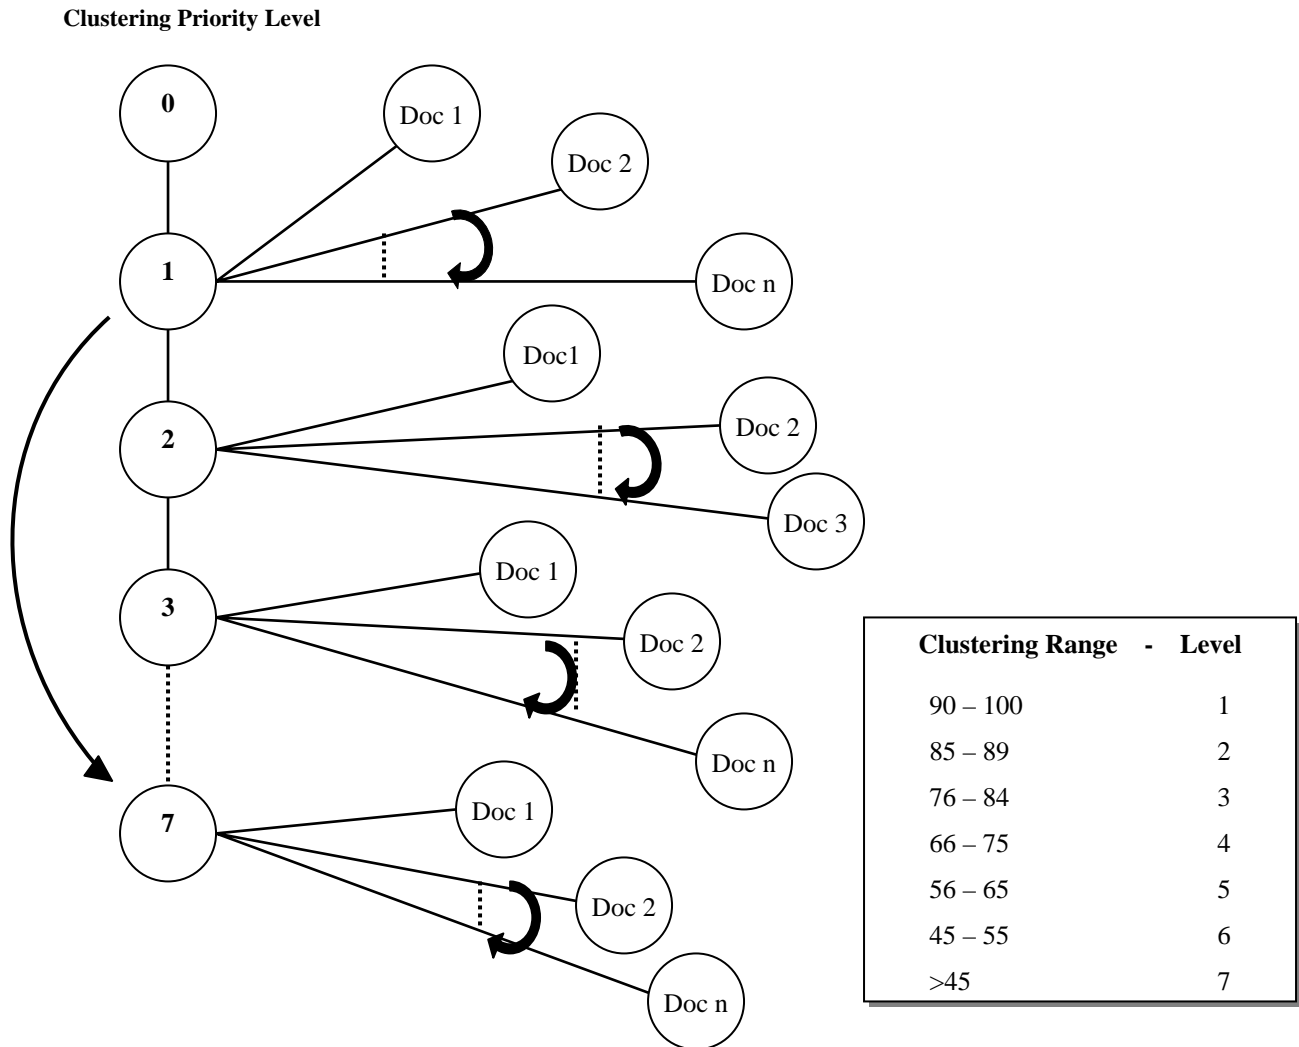 Clustering Priority Level
0
Doc 1
Doc 2
1
Doc n
Doc1
2
Doc 2
Doc 3
Doc 1
3
Doc 2
Doc n
7
Doc 1
Doc 2
Doc n
Clustering Range - Level
90 – 100 1
85 – 89 2
76 – 84 3
66 – 75 4
56 – 65 5
45 – 55 6
>45 7